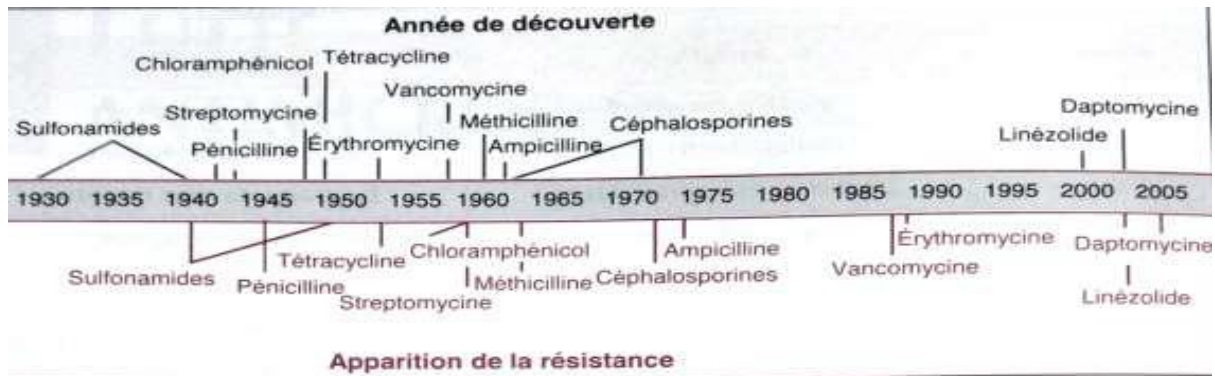 Année de découverte
Chloramphénicol Tétracycline
Vancomycine
Streptomycine Daptomycine
Sulfonamides Méthicilline Céphalosporines Linèzolide
Pénicilline Érythromycine Ampicilline
1930 1935 1940 1945 1950 1955 1960 1965 1970 1975 1980 1985 1990 1995 2000 2005
Tétracycline Chloramphénicol Ampicilline Érythromycine Daptomycine
Sulfonamides Pénicilline Méthicilline Céphalosporines Vancomycine
Streptomycine Linèzolide
Apparition de la résistance